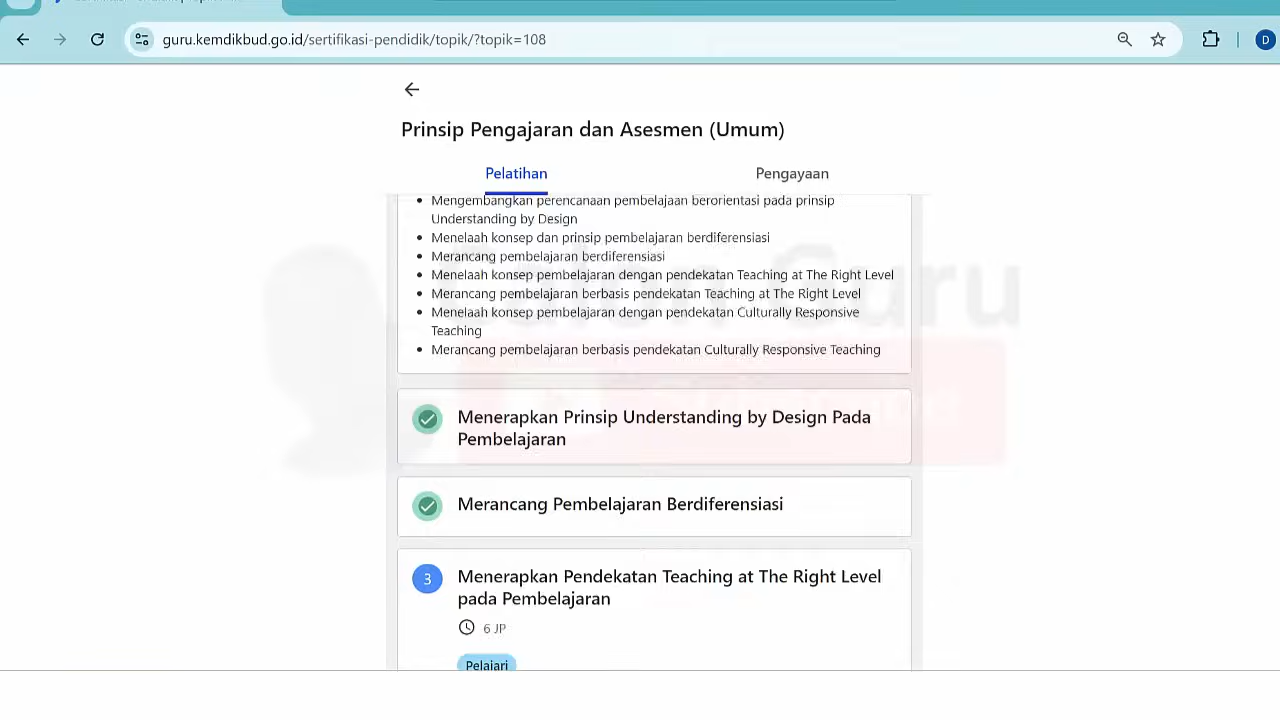 guru.kemdikbud.go.id/sertifikasi-pendidik/topik/?topik=108
D
Prinsip Pengajaran dan Asesmen (Umum)
Pelatihan
Pengayaan
Mengembangkan perencanaan pembelajaan berorientasi pada prinsip
Understanding by Design
Menelaah konsep dan prinsip pembelajaran berdiferensiasi
Merancang pembelajaran berdiferensiasi
Menelaah konsep pembelajaran dengan pendekatan Teaching at The Right Level
Merancang pembelajaran berbasis pendekatan Teaching at The Right Level
Menelaah konsep pembelajaran dengan pendekatan Culturally Responsive
Teaching
Merancang pembelajaran berbasis pendekatan Culturally Responsive Teaching
Menerapkan Prinsip Understanding by Design Pada
Pembelajaran
Merancang Pembelajaran Berdiferensiasi
3
Menerapkan Pendekatan Teaching at The Right Level
pada Pembelajaran
6 JP
Pelajari